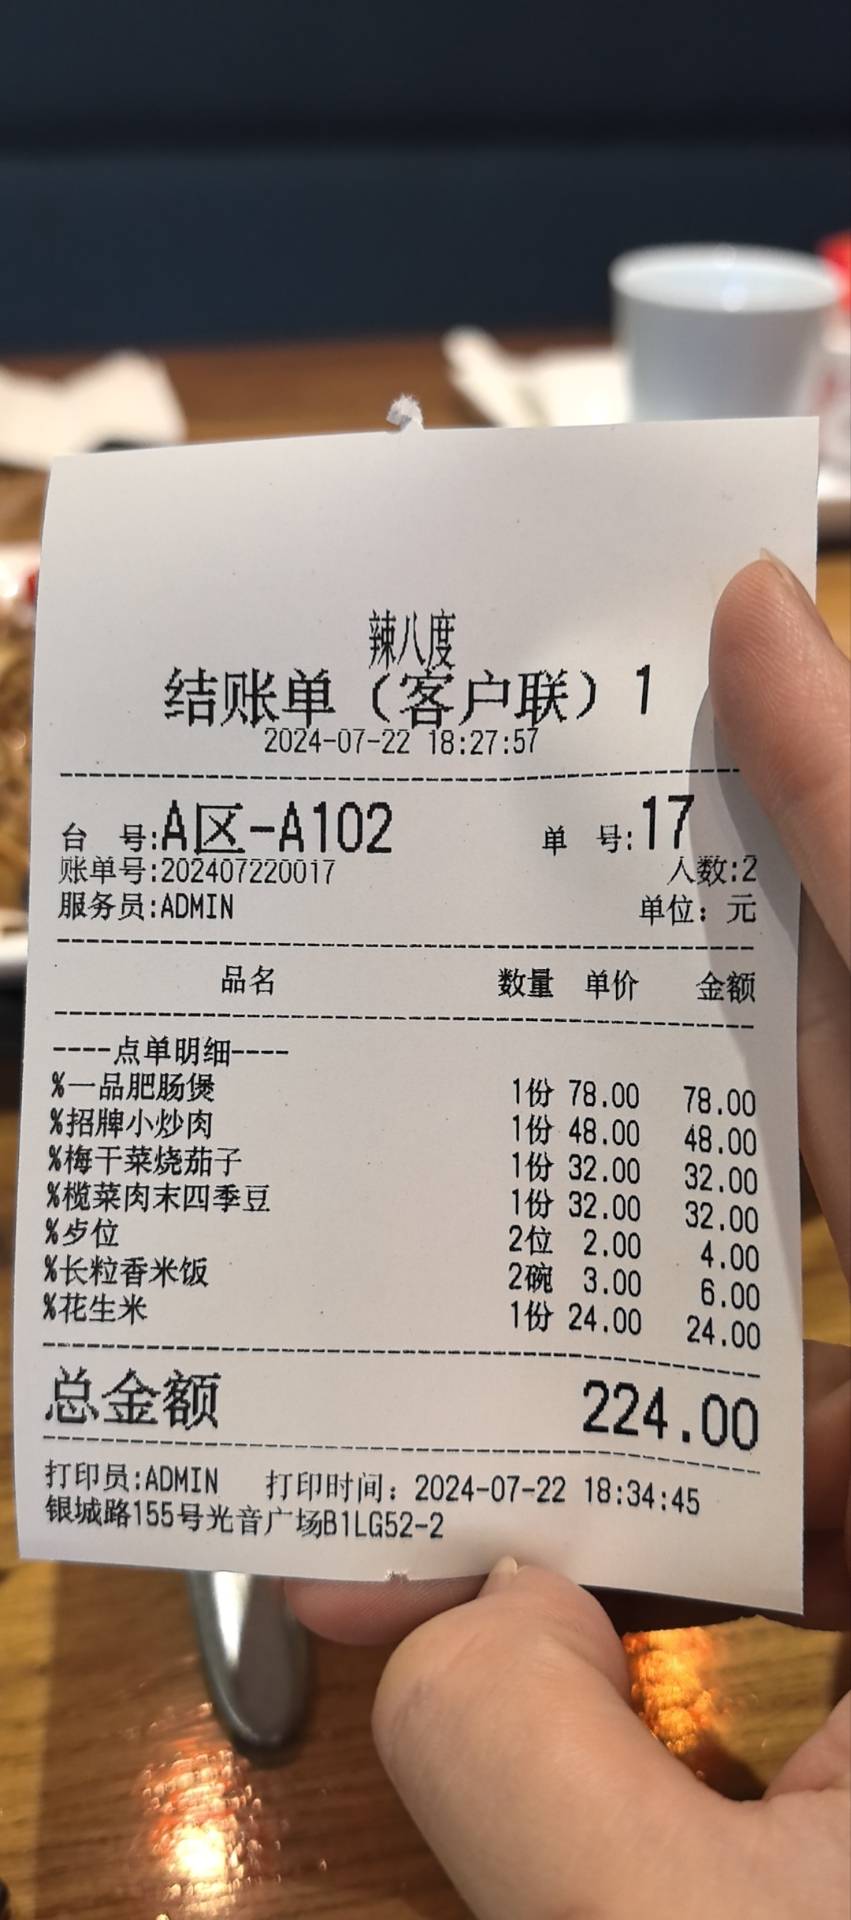 辣八度
结账单（客户联）1
2024-07-22 18:27:57
台 号:A区-A102 单 号:17
账单号:202407220017 人数:2
服务员:ADMIN 单位：元
品名 数量 单价 金额
----点单明细----
%一品肥肠煲 1份 78.00 78.00
%招牌小炒肉 1份 48.00 48.00
%梅干菜烧茄子 1份 32.00 32.00
%榄菜肉末四季豆 1份 32.00 32.00
%歺位 2位 2.00 4.00
%长粒香米饭 2碗 3.00 6.00
%花生米 1份 24.00 24.00
总金额 224.00
打印员:ADMIN 打印时间：2024-07-22 18:34:45
银城路155号光音广场B1LG52-2